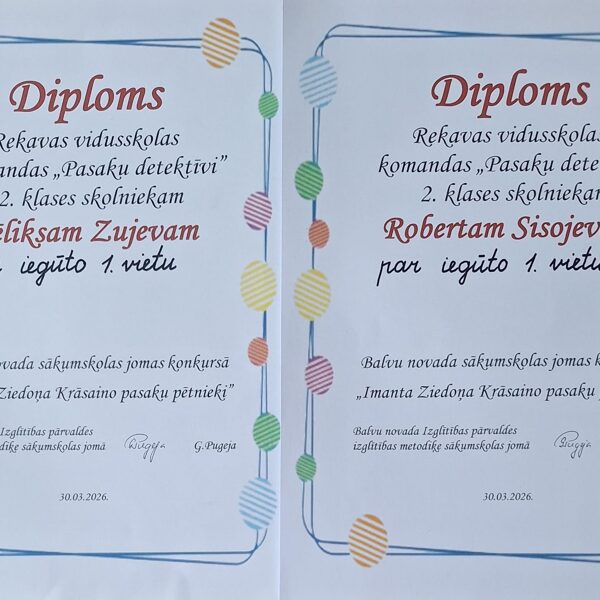 Diploms
Rekavas vidusskolas
komandas „Pasaku detektīvi”
2. klases skolniekam
Zujevam
iegūto 1. vietu
novada sākumskolas jomas konkursā
Ziedoņa Krāsaino pasaku pētnieki”
Izglītības pārvaldes
metodiķe sākumskolas jomā G.Pugeja
30.03.2026.
Diploms
Rekavas vidusskolas
komandas „Pasaku
2. klases skolniekam
Robertam
par iegūto 1. vietu
Balvu novada sākumskolas jomas
„Imanta Ziedoņa Krāsaino pasaku
Balvu novada Izglītības pārvaldes
izglītības metodiķe sākumskolas jomā
30.03.2026.